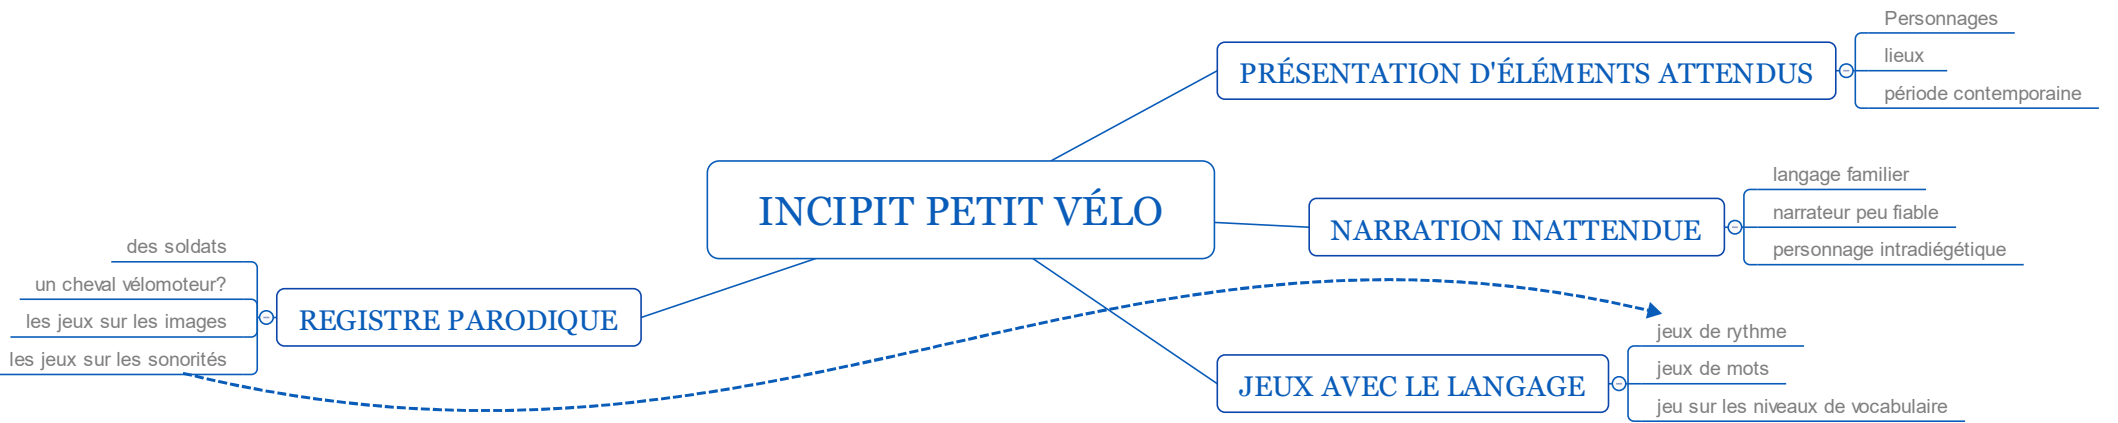 INCIPIT PETIT VÉLO
PRÉSENTATION D'ÉLÉMENTS ATTENDUS
Personnages
lieux
période contemporaine
NARRATION INATTENDUE
langage familier
narrateur peu fiable
personnage intradiégétique
JEUX AVEC LE LANGAGE
jeux de rythme
jeux de mots
jeu sur les niveaux de vocabulaire
REGISTRE PARODIQUE
des soldats
un cheval vélomoteur?
les jeux sur les images
les jeux sur les sonorités